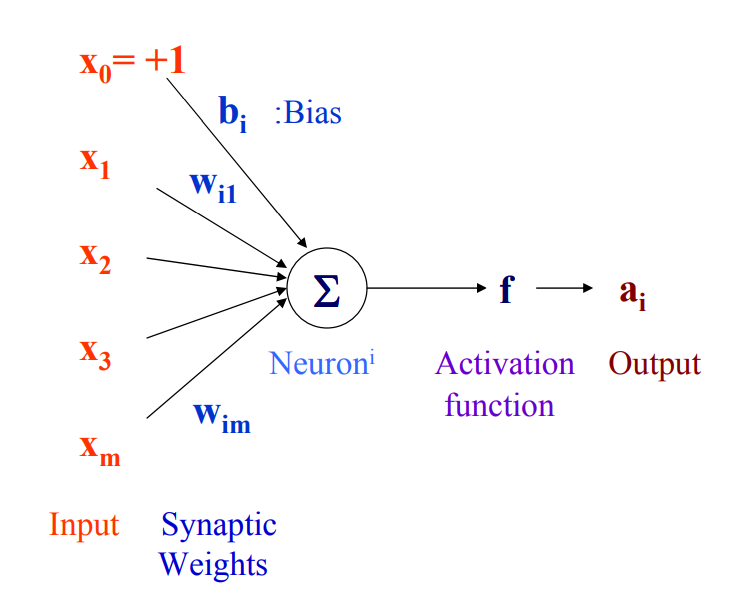 x₀= +1
bᵢ :Bias
x₁
wᵢ₁
x₂
Σ
f
aᵢ
x₃
Neuronⁱ
Activation
function
Output
wᵢₘ
xₘ
Input
Synaptic
Weights